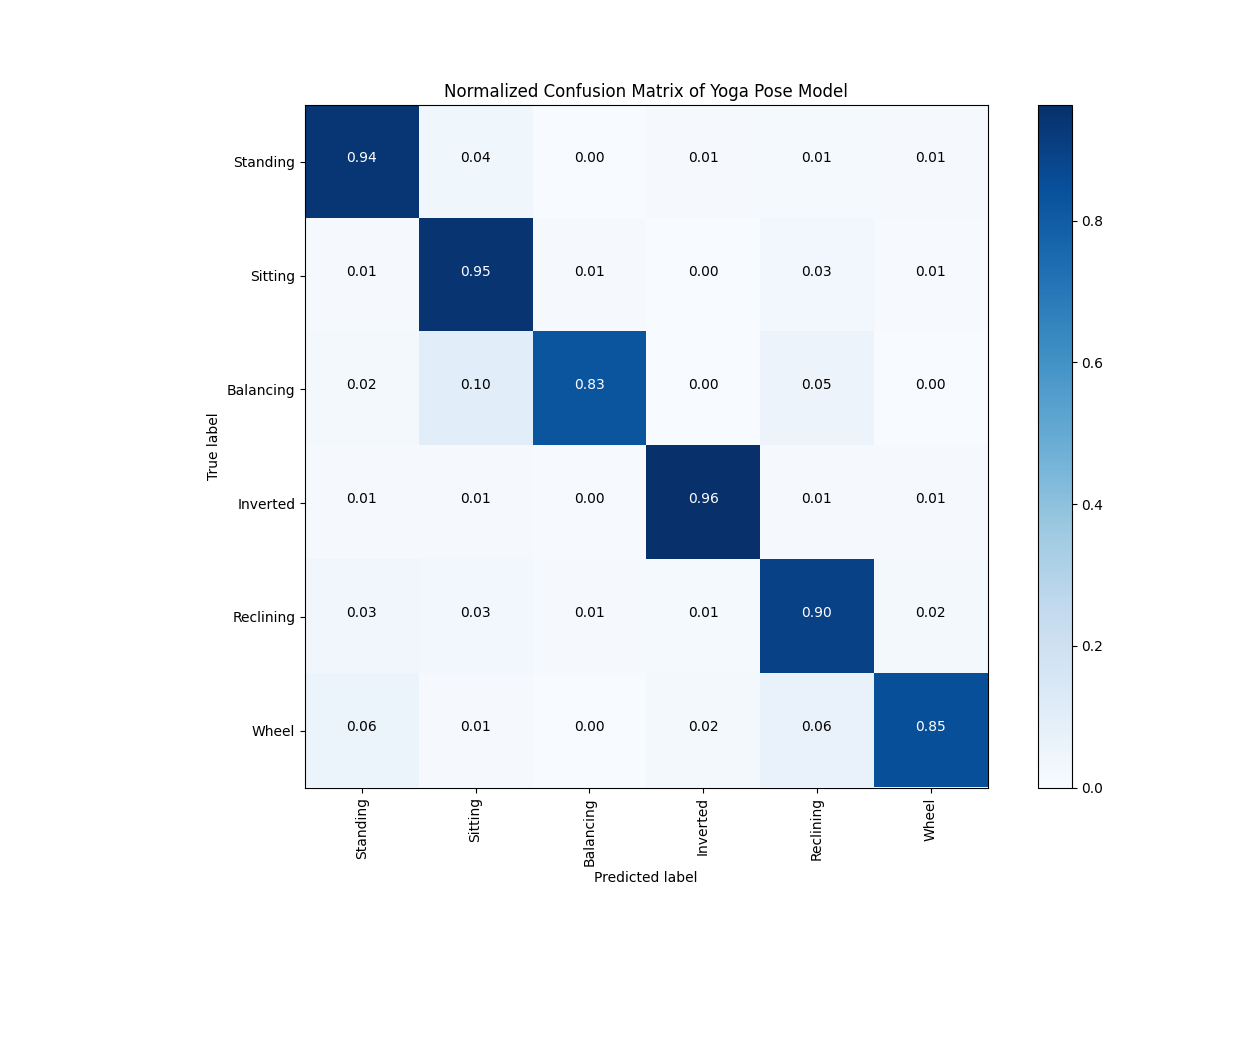 Normalized Confusion Matrix of Yoga Pose Model
Standing 0.94 0.04 0.00 0.01 0.01 0.01
Sitting 0.01 0.95 0.01 0.00 0.03 0.01
Balancing 0.02 0.10 0.83 0.00 0.05 0.00
Inverted 0.01 0.01 0.00 0.96 0.01 0.01
Reclining 0.03 0.03 0.01 0.01 0.90 0.02
Wheel 0.06 0.01 0.00 0.02 0.06 0.85
True label
Standing Sitting Balancing Inverted Reclining Wheel
Predicted label
0.8
0.6
0.4
0.2
0.0